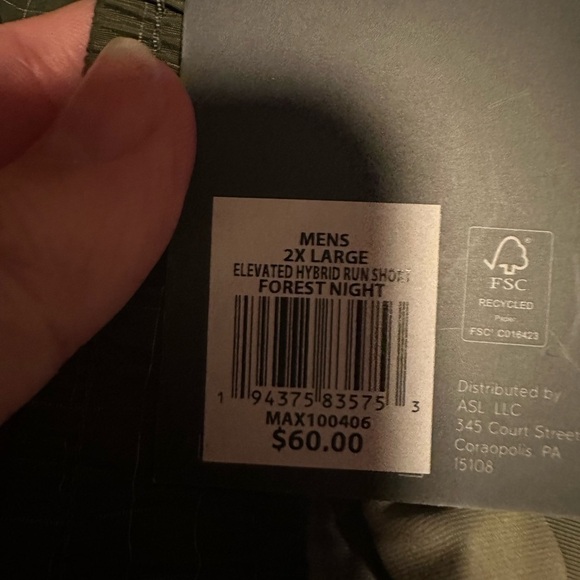 MENS
2X LARGE
ELEVATED HYBRID RUN SHORT
FOREST NIGHT
1 94375 83575 3
MAX100406
$60.00
®
FSC
RECYCLED
Paper
FSC® C016423
Distributed by
ASL LLC
345 Court Street
Coraopolis, PA
15108